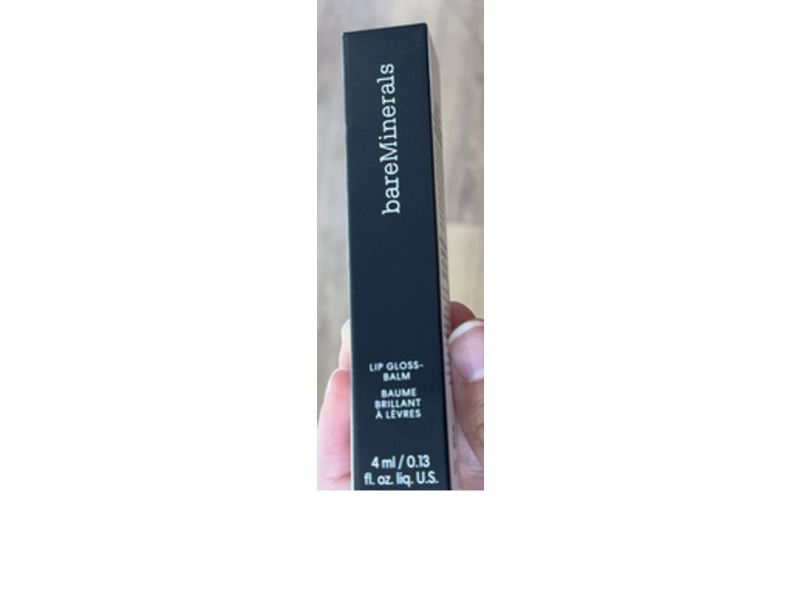 bareMinerals
LIP GLOSS-
BALM
BAUME
BRILLANT
À LÈVRES
4 ml / 0.13
fl. oz. liq. U.S.